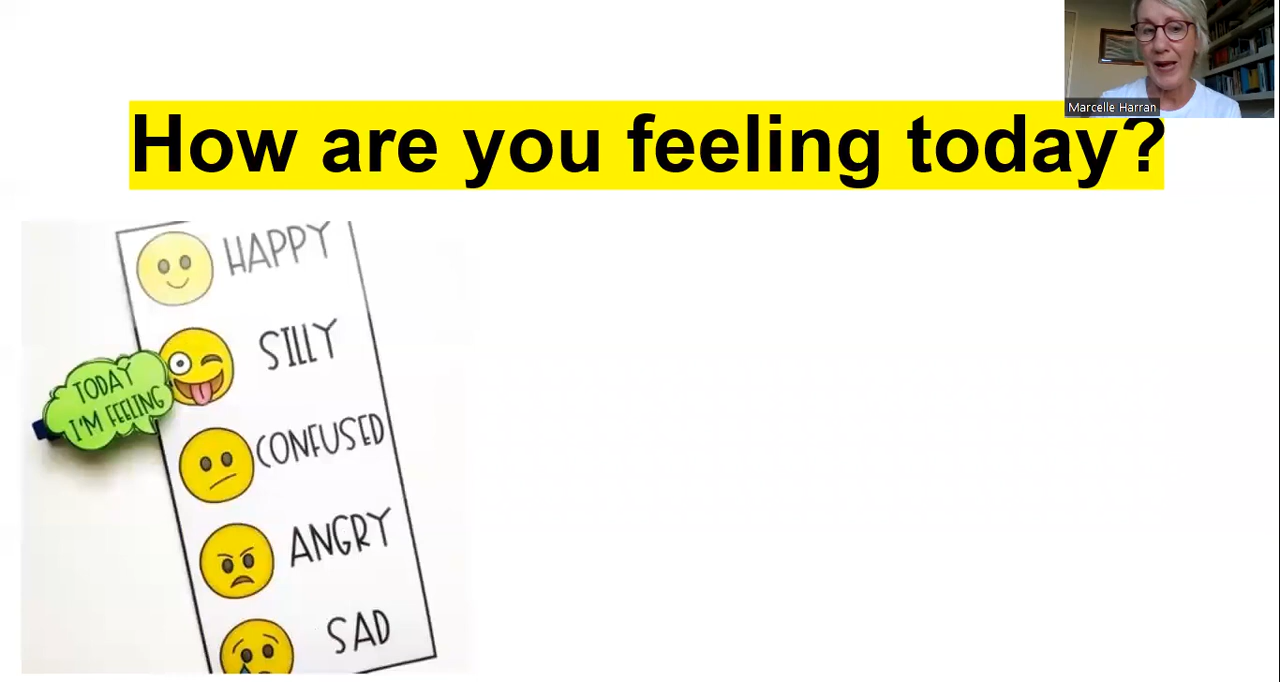 Marcelle Harran
How are you feeling today?
HAPPY
SILLY
TODAY
I'M FEELING
CONFUSED
ANGRY
SAD